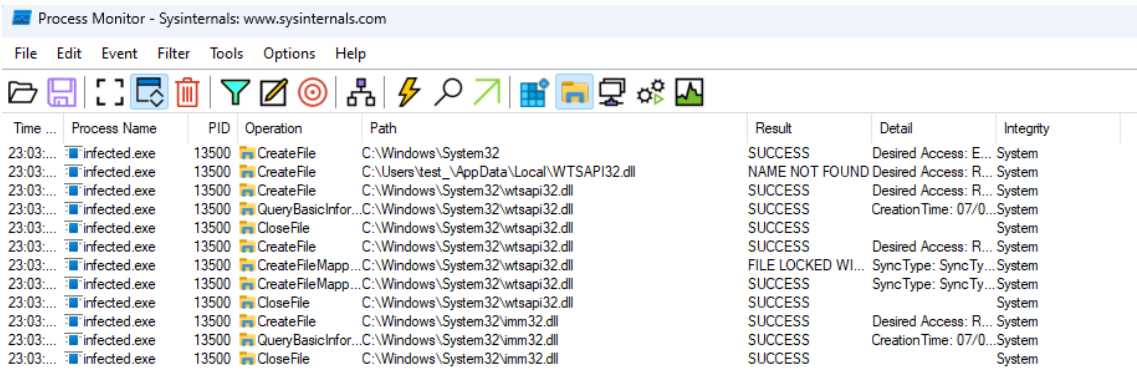 Process Monitor - Sysinternals: www.sysinternals.com
File Edit Event Filter Tools Options Help
Time ... Process Name PID Operation Path Result Detail Integrity
23:03:... infected.exe 13500 CreateFile C:\Windows\System32 SUCCESS Desired Access: E... System
23:03:... infected.exe 13500 CreateFile C:\Users\test_\AppData\Local\WTSAPI32.dll NAME NOT FOUND Desired Access: R... System
23:03:... infected.exe 13500 CreateFile C:\Windows\System32\wtsapi32.dll SUCCESS Desired Access: R... System
23:03:... infected.exe 13500 QueryBasicInfor... C:\Windows\System32\wtsapi32.dll SUCCESS CreationTime: 07/0... System
23:03:... infected.exe 13500 CloseFile C:\Windows\System32\wtsapi32.dll SUCCESS System
23:03:... infected.exe 13500 CreateFile C:\Windows\System32\wtsapi32.dll SUCCESS Desired Access: R... System
23:03:... infected.exe 13500 CreateFileMapp... C:\Windows\System32\wtsapi32.dll FILE LOCKED WI... SyncType: SyncTy... System
23:03:... infected.exe 13500 CreateFileMapp... C:\Windows\System32\wtsapi32.dll SUCCESS SyncType: SyncTy... System
23:03:... infected.exe 13500 CloseFile C:\Windows\System32\wtsapi32.dll SUCCESS System
23:03:... infected.exe 13500 CreateFile C:\Windows\System32\imm32.dll SUCCESS Desired Access: R... System
23:03:... infected.exe 13500 QueryBasicInfor... C:\Windows\System32\imm32.dll SUCCESS CreationTime: 07/0... System
23:03:... infected.exe 13500 CloseFile C:\Windows\System32\imm32.dll SUCCESS System